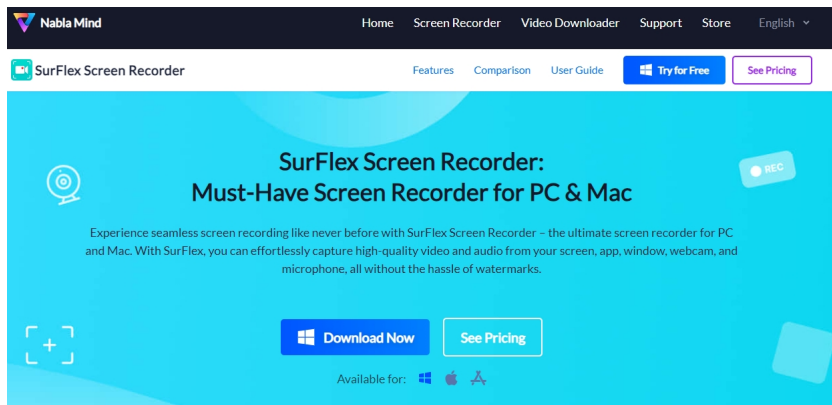 Nabla Mind
Home Screen Recorder Video Downloader Support Store English
SurFlex Screen Recorder
Features Comparison User Guide Try for Free See Pricing
SurFlex Screen Recorder:
Must-Have Screen Recorder for PC & Mac
REC
Experience seamless screen recording like never before with SurFlex Screen Recorder – the ultimate screen recorder for PC
and Mac. With SurFlex, you can effortlessly capture high-quality video and audio from your screen, app, window, webcam, and
microphone, all without the hassle of watermarks.
Download Now See Pricing
Available for: